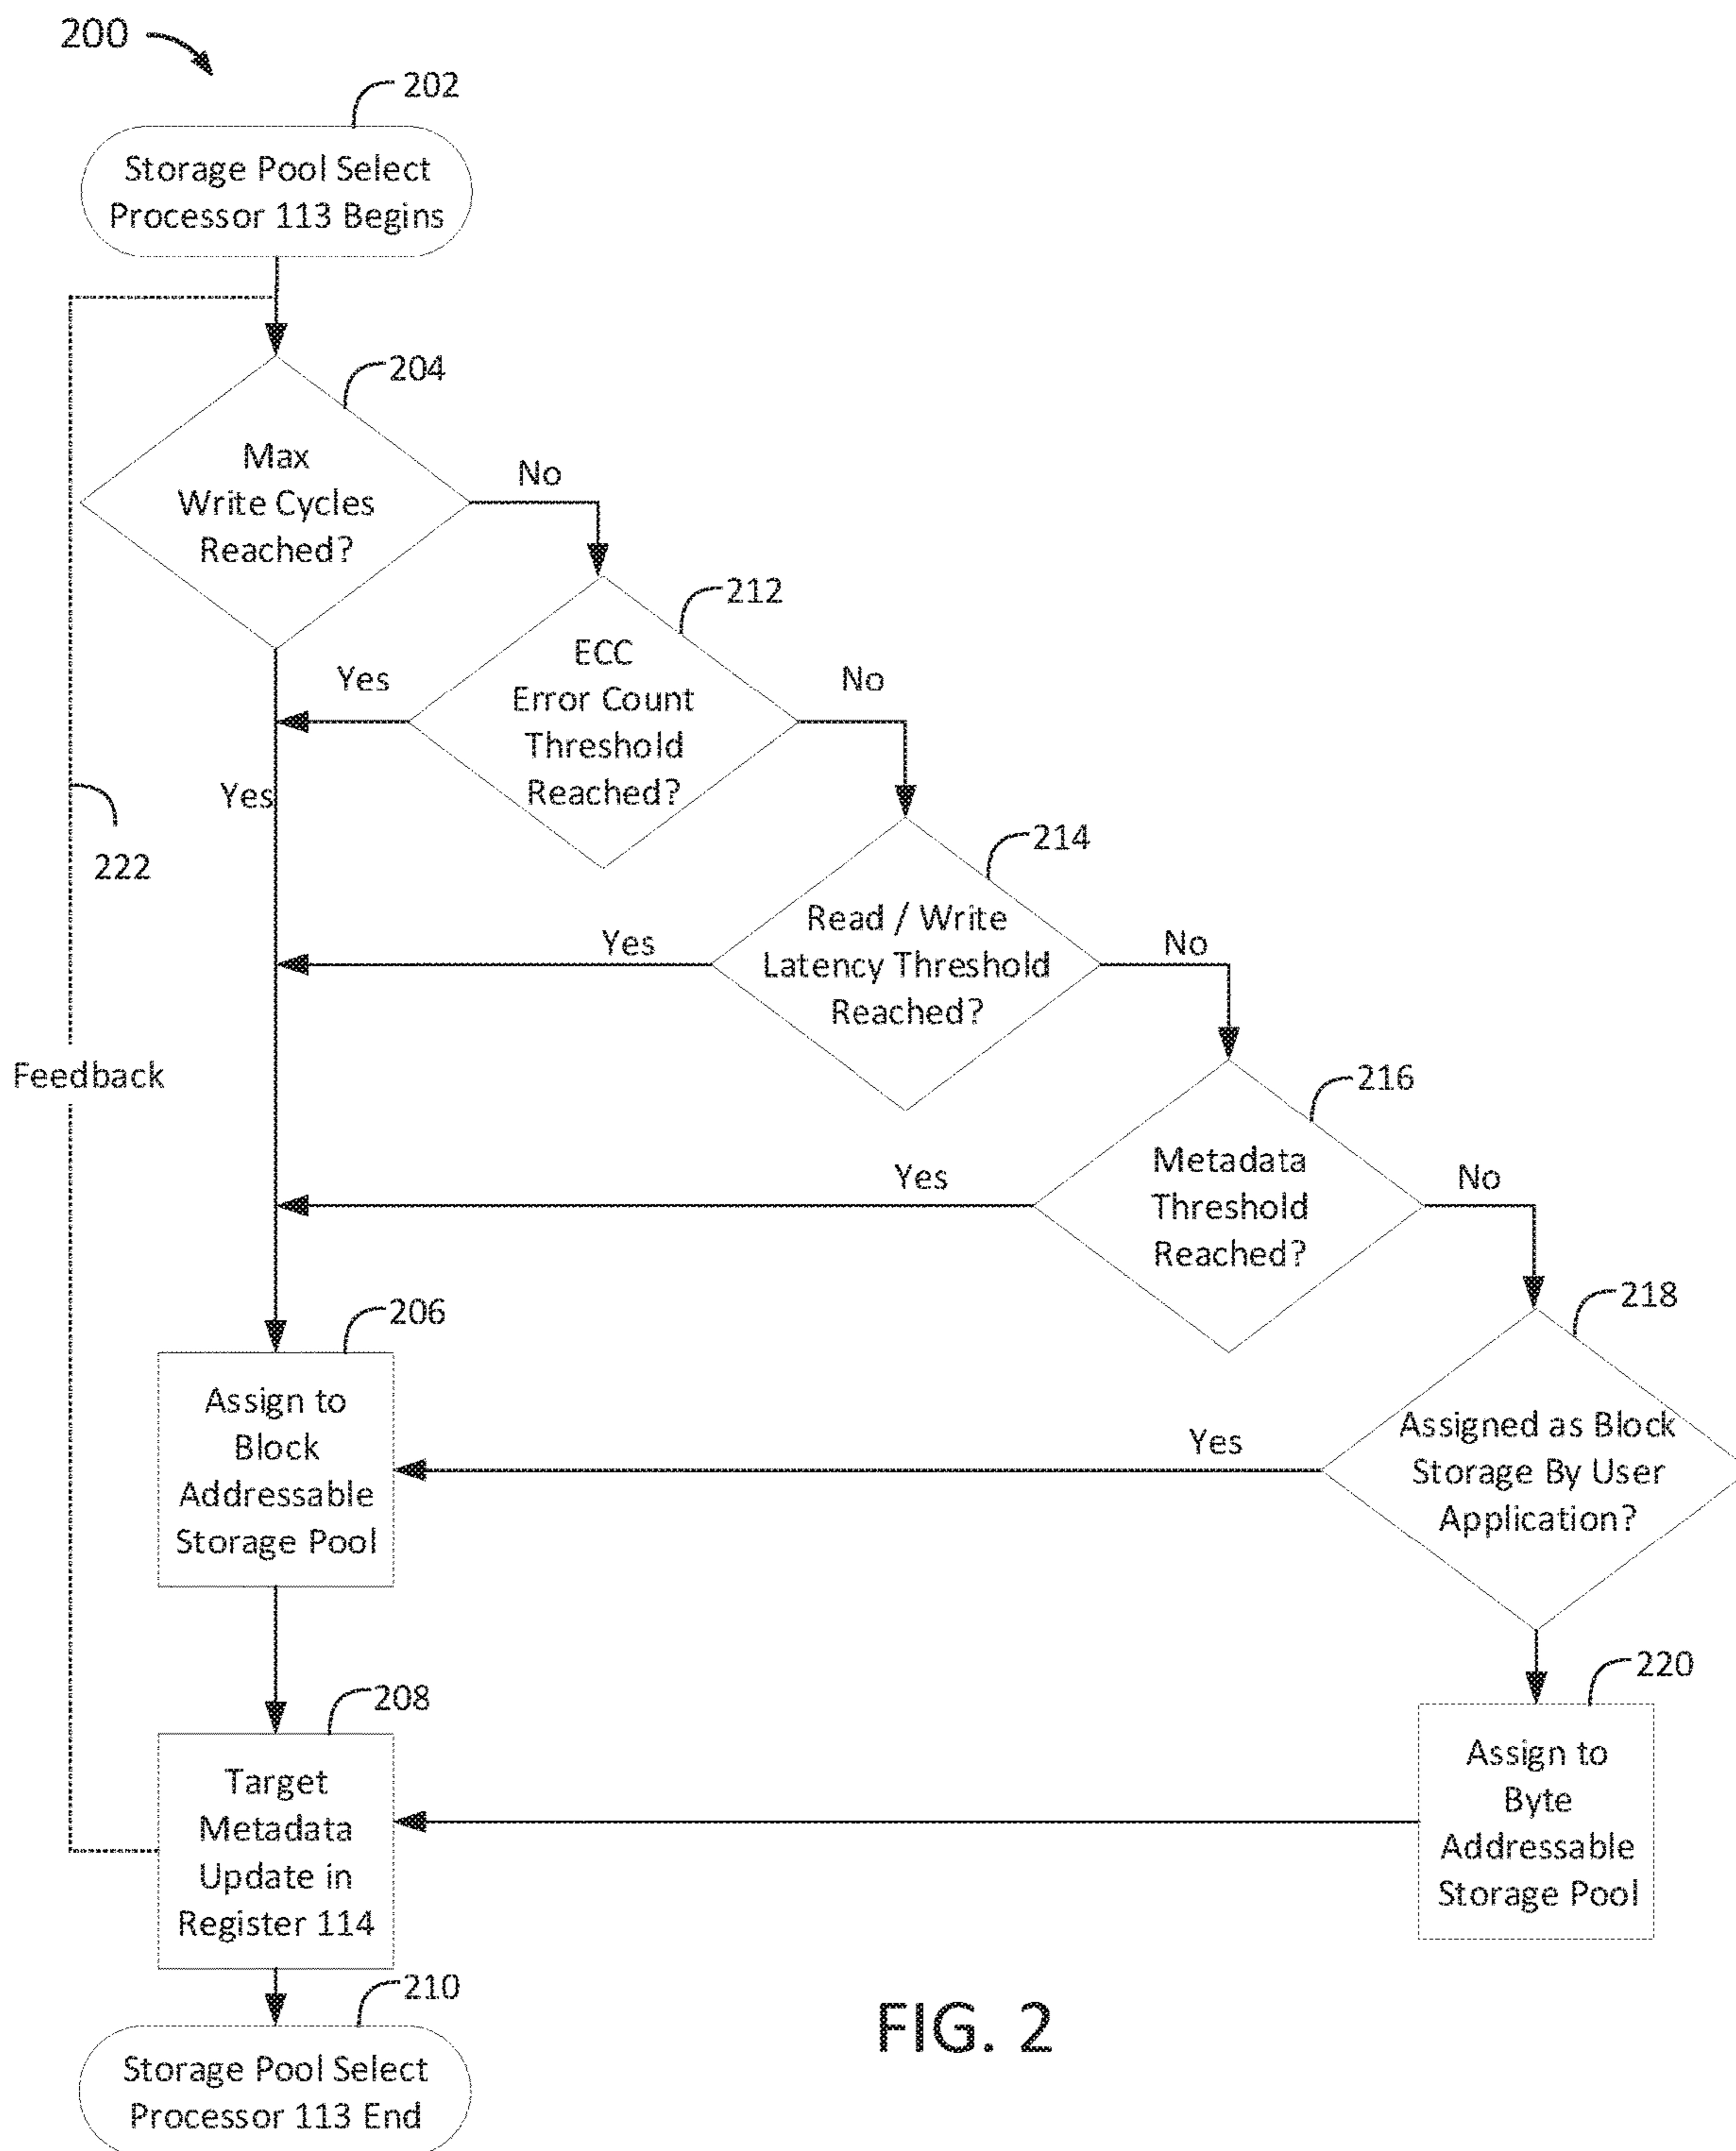 200
202
Storage Pool Select
Processor 113 Begins
204
Max
Write Cycles
Reached?
No
212
ECC
Error Count
Threshold
Reached?
Yes
No
Yes
222
214
Read / Write
Latency Threshold
Reached?
Yes
No
Feedback
216
Metadata
Threshold
Reached?
Yes
No
218
Assigned as Block
Storage By User
Application?
Yes
206
Assign to
Block
Addressable
Storage Pool
220
Assign to
Byte
Addressable
Storage Pool
208
Target
Metadata
Update in
Register 114
210
Storage Pool Select
Processor 113 End
FIG. 2